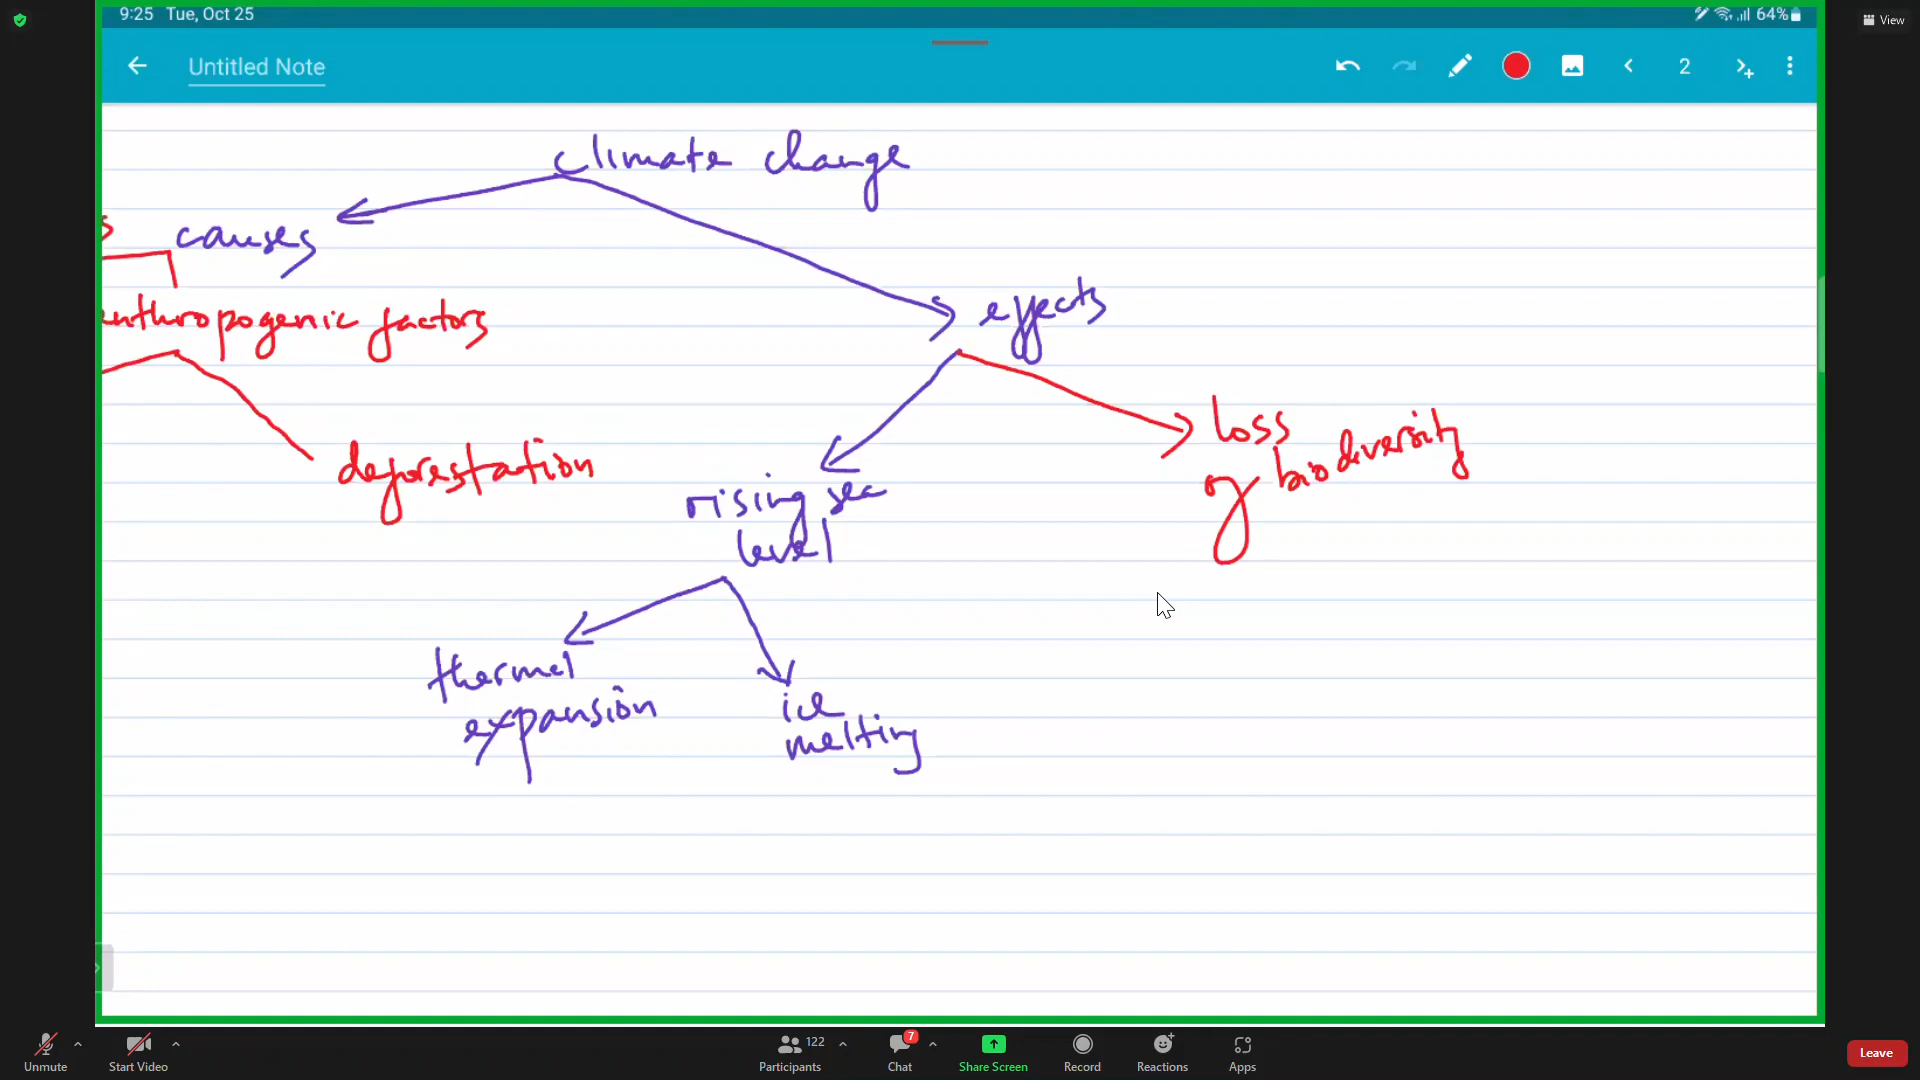 9:25 Tue, Oct 25
64%
View
Untitled Note
2
climate change
causes
effects
anthropogenic factors
loss
of biodiversity
deforestation
rising sea
level
thermal
expansion
ice
melting
122
7
Unmute
Start Video
Participants
Chat
Share Screen
Record
Reactions
Apps
Leave